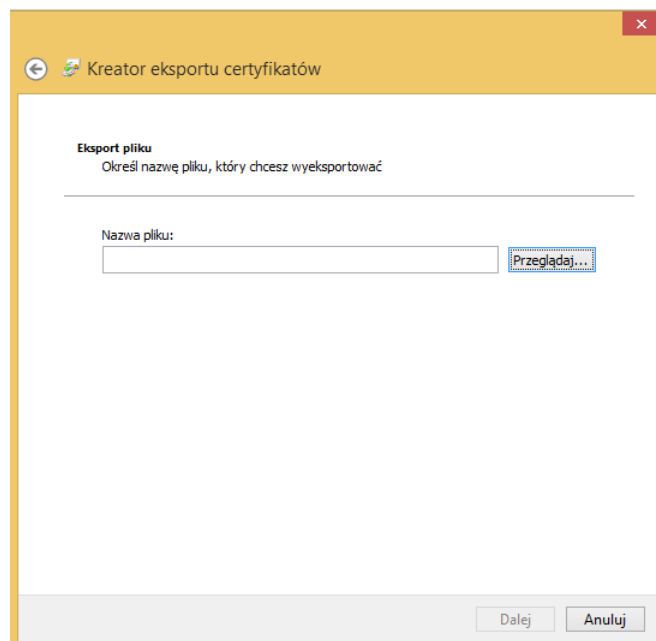 Kreator eksportu certyfikatów
Eksport pliku
Określ nazwę pliku, który chcesz wyeksportować
Nazwa pliku:
Przeglądaj...
Dalej
Anuluj